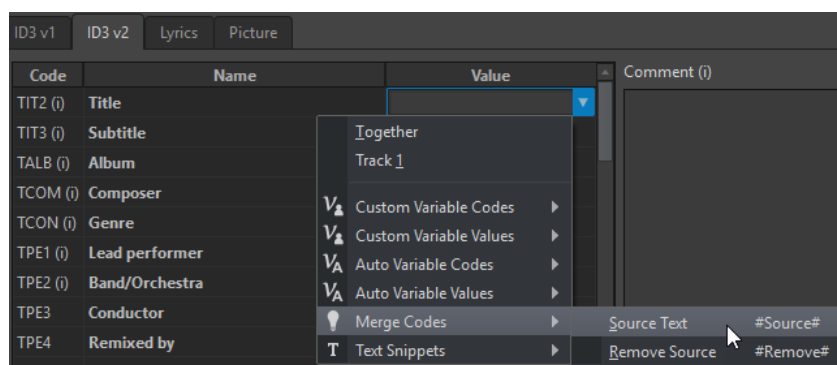 ID3 v1 ID3 v2 Lyrics Picture
Code Name Value Comment (i)
TIT2 (i) Title
TIT3 (i) Subtitle Together
TALB (i) Album Track 1
TCOM (i) Composer Custom Variable Codes
TCON (i) Genre Custom Variable Values
TPE1 (i) Lead performer Auto Variable Codes
TPE2 (i) Band/Orchestra Auto Variable Values
TPE3 Conductor Merge Codes Source Text #Source#
TPE4 Remixed by T Text Snippets Remove Source #Remove#